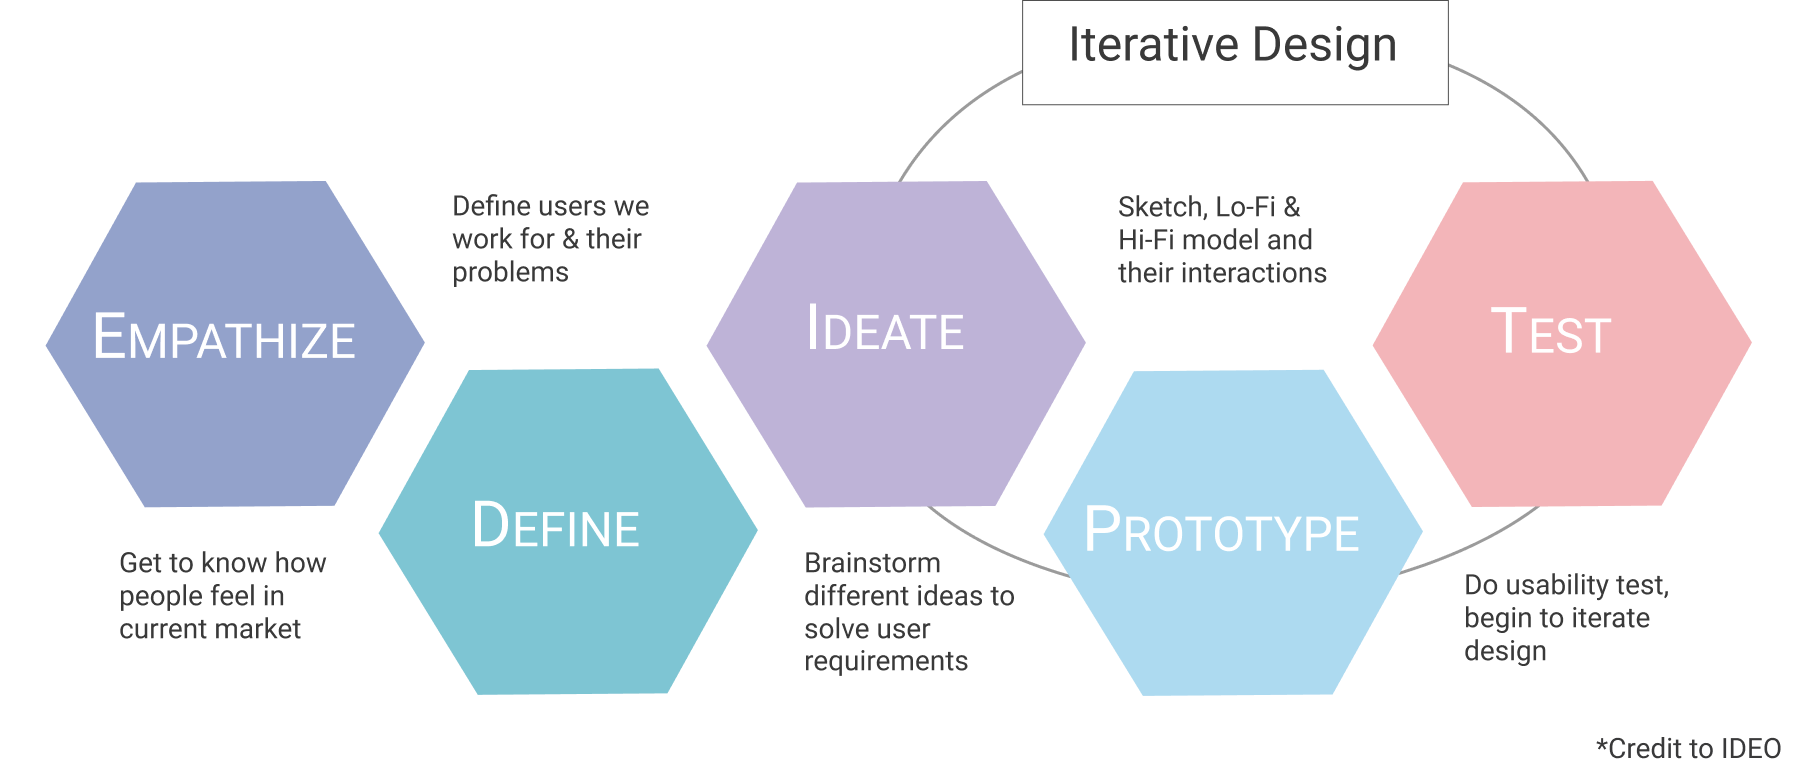 Iterative Design
EMPATHIZE
Get to know how
people feel in
current market
Define users we
work for & their
problems
DEFINE
IDEATE
Brainstorm
different ideas to
solve user
requirements
Sketch, Lo-Fi &
Hi-Fi model and
their interactions
PROTOTYPE
TEST
Do usability test,
begin to iterate
design
*Credit to IDEO